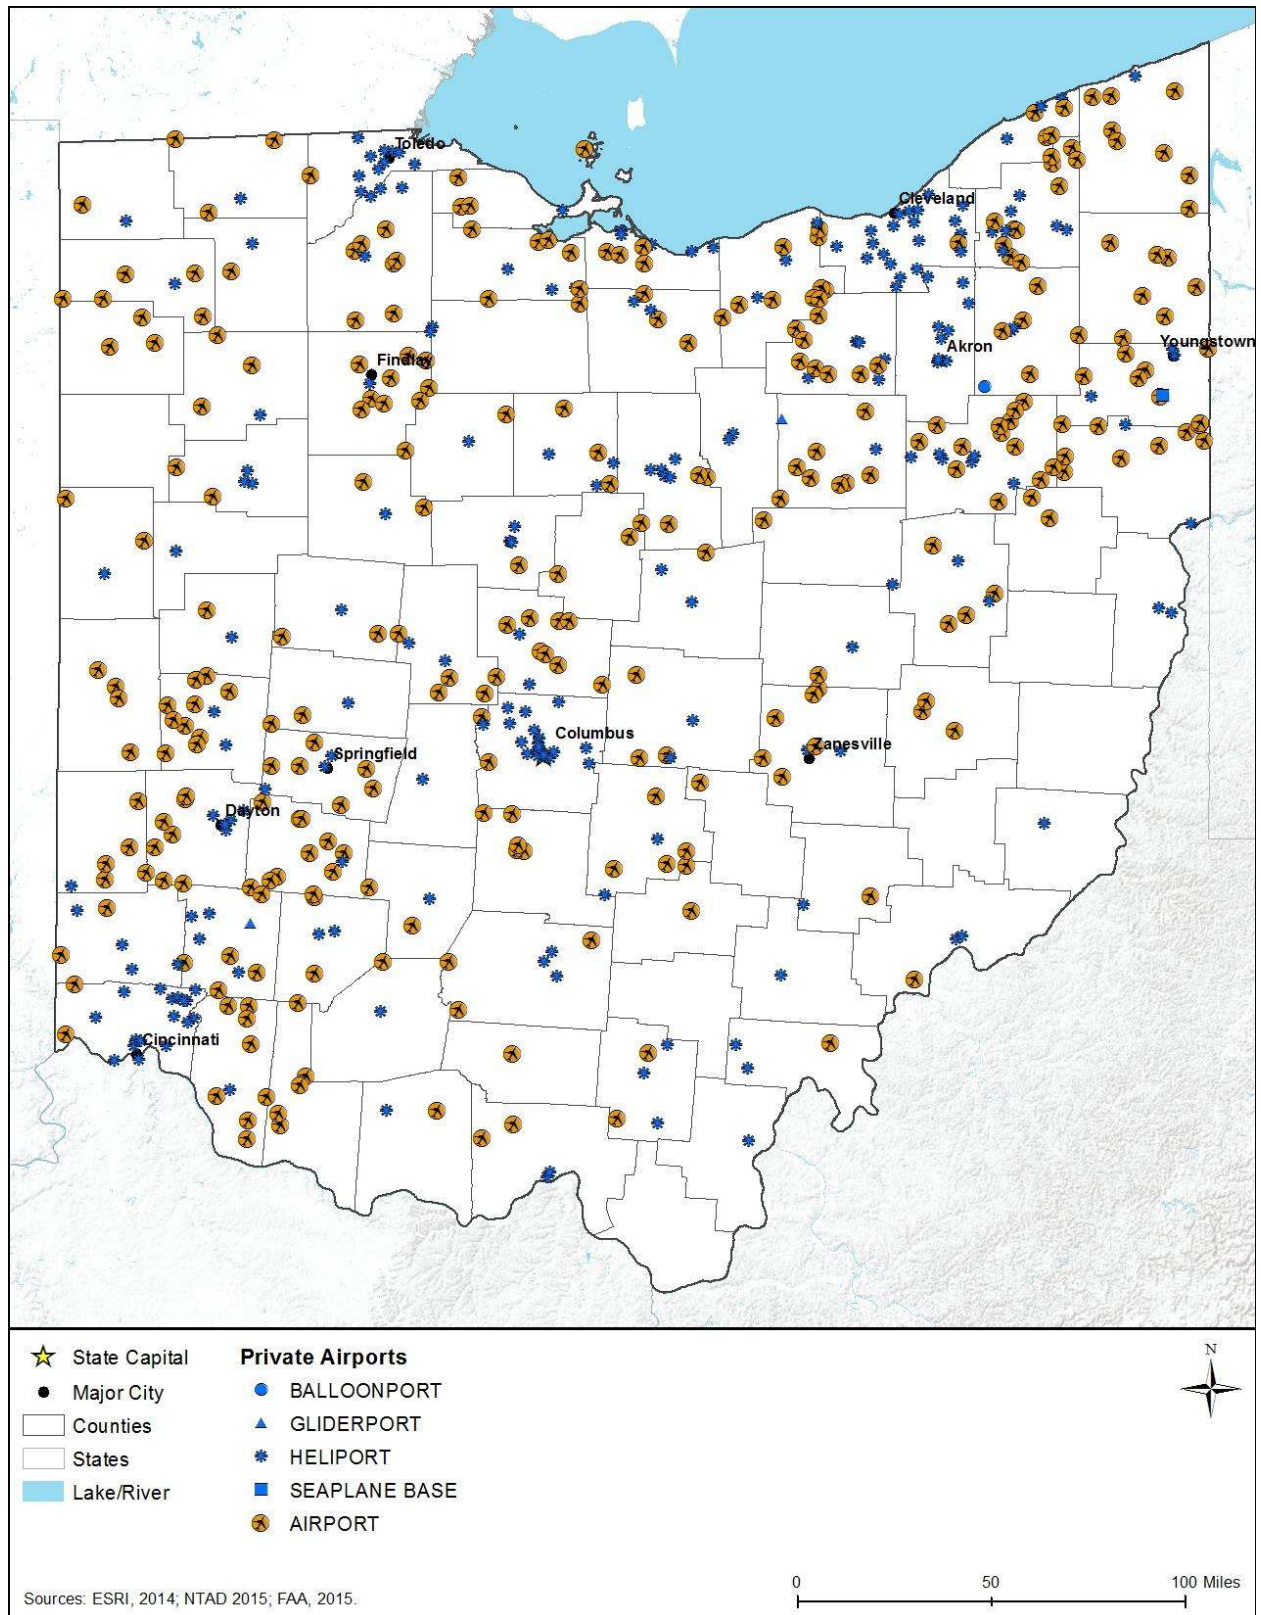 Toledo
Cleveland
Akron
Youngstown
Findlay
Columbus
Zanesville
Springfield
Dayton
Cincinnati
State Capital
Major City
Counties
States
Lake/River
Private Airports
BALLOONPORT
GLIDERPORT
HELIPORT
SEAPLANE BASE
AIRPORT
N
0 50 100 Miles
Sources: ESRI, 2014; NTAD 2015; FAA, 2015.